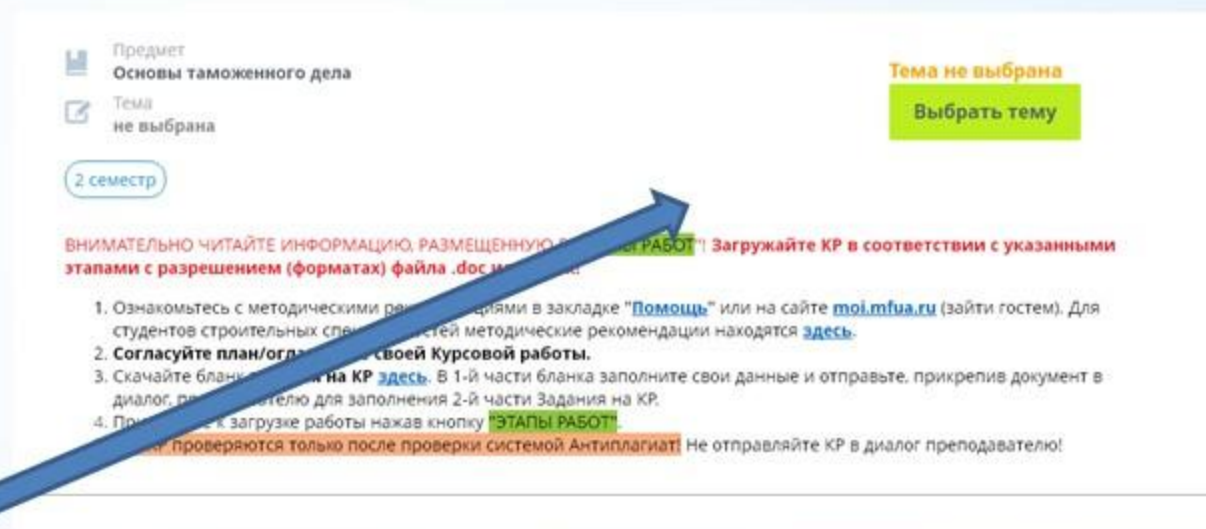 Предмет
Основы таможенного дела
Тема
не выбрана
Тема не выбрана
Выбрать тему
2 семестр
ВНИМАТЕЛЬНО ЧИТАЙТЕ ИНФОРМАЦИЮ, РАЗМЕЩЕННУЮ РАБОТ"! Загружайте КР в соответствии с указанными
этапами с разрешением (форматах) файла .doc
1. Ознакомьтесь с методическими в закладке "Помощь" или на сайте moi.mfua.ru (зайти гостем). Для
студентов строительных методические рекомендации находятся здесь.
2. Согласуйте своей Курсовой работы.
3. Скачайте бланк на КР здесь. В 1-й части бланка заполните свои данные и отправьте, прикрепив документ в
диалог, для заполнения 2-й части Задания на КР.
4. к загрузке работы нажав кнопку "ЭТАПЫ РАБОТ".
проверяются только после проверки системой Антиплагиат! Не отправляйте КР в диалог преподавателю!